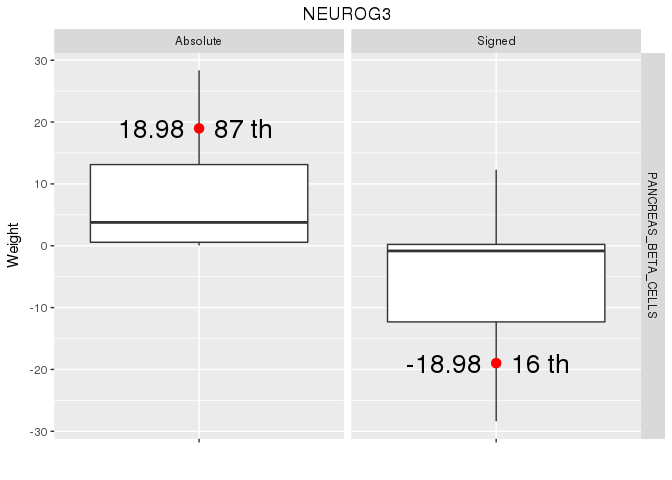 NEUROG3
Absolute
Signed
30
20
10
0
-10
-20
-30
Weight
18.98 87 th
-18.98 16 th
PANCREAS_BETA_CELLS